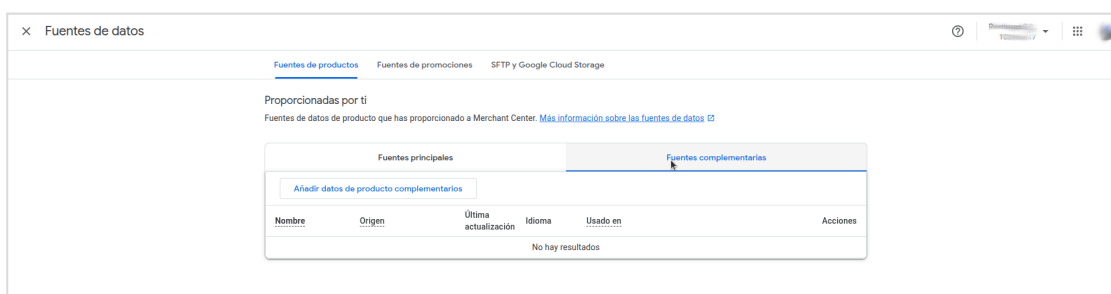 Fuentes de datos
Fuentes de productos Fuentes de promociones SFTP y Google Cloud Storage
Proporcionadas por ti
Fuentes de datos de producto que has proporcionado a Merchant Center. Más información sobre las fuentes de datos
Fuentes principales Fuentes complementarias
Añadir datos de producto complementarios
Nombre Origen Última actualización Idioma Usado en Acciones
No hay resultados